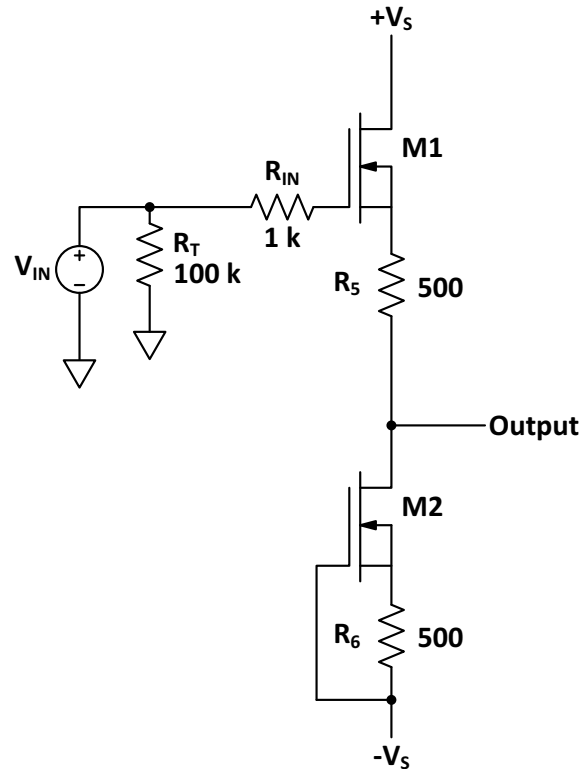 +VS
M1
RIN
1 k
RT
100 k
VIN
+
−
R5
500
Output
M2
R6
500
-VS